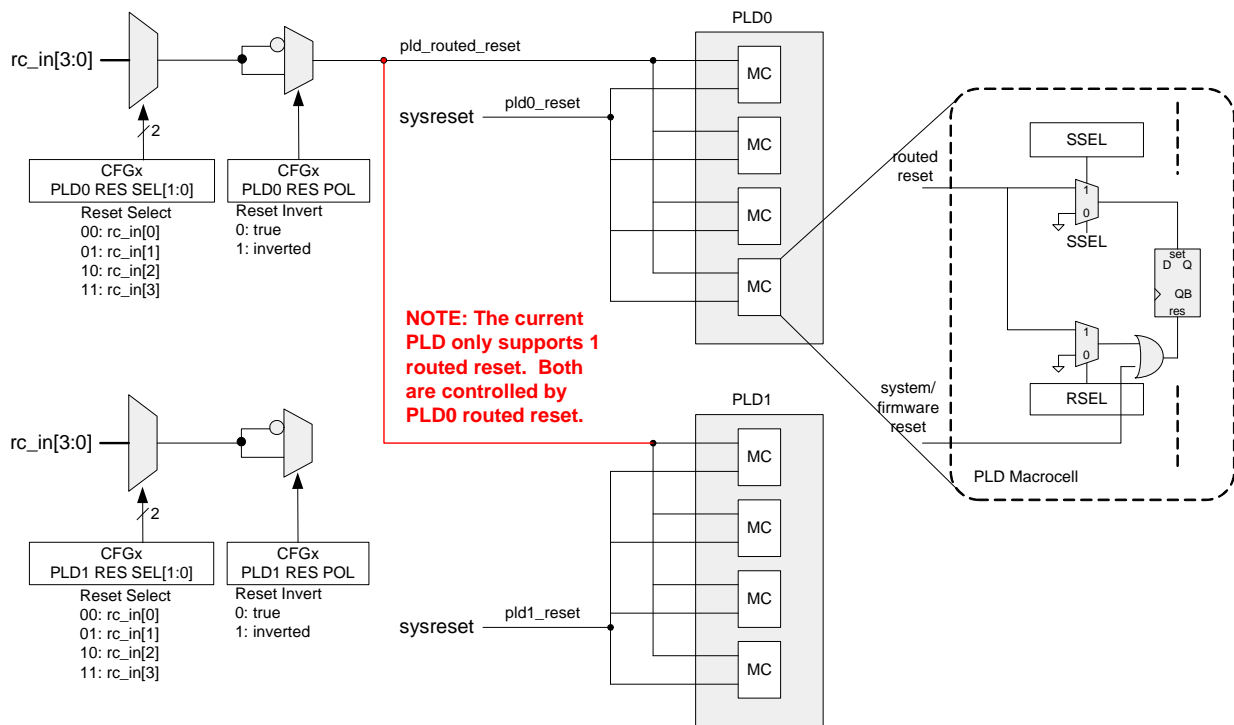 PLD0
rc_in[3:0]
pld_routed_reset
MC
sysreset
pld0_reset
2
MC
CFGx
PLD0 RES SEL[1:0]
CFGx
PLD0 RES POL
Reset Select
00: rc_in[0]
01: rc_in[1]
10: rc_in[2]
11: rc_in[3]
Reset Invert
0: true
1: inverted
MC
MC
routed
reset
SSEL
1
0
SSEL
set
D Q
QB
res
1
0
RSEL
system/
firmware
reset
PLD Macrocell
NOTE: The current
PLD only supports 1
routed reset. Both
are controlled by
PLD0 routed reset.
PLD1
rc_in[3:0]
MC
2
MC
CFGx
PLD1 RES SEL[1:0]
CFGx
PLD1 RES POL
Reset Select
00: rc_in[0]
01: rc_in[1]
10: rc_in[2]
11: rc_in[3]
Reset Invert
0: true
1: inverted
MC
sysreset
pld1_reset
MC